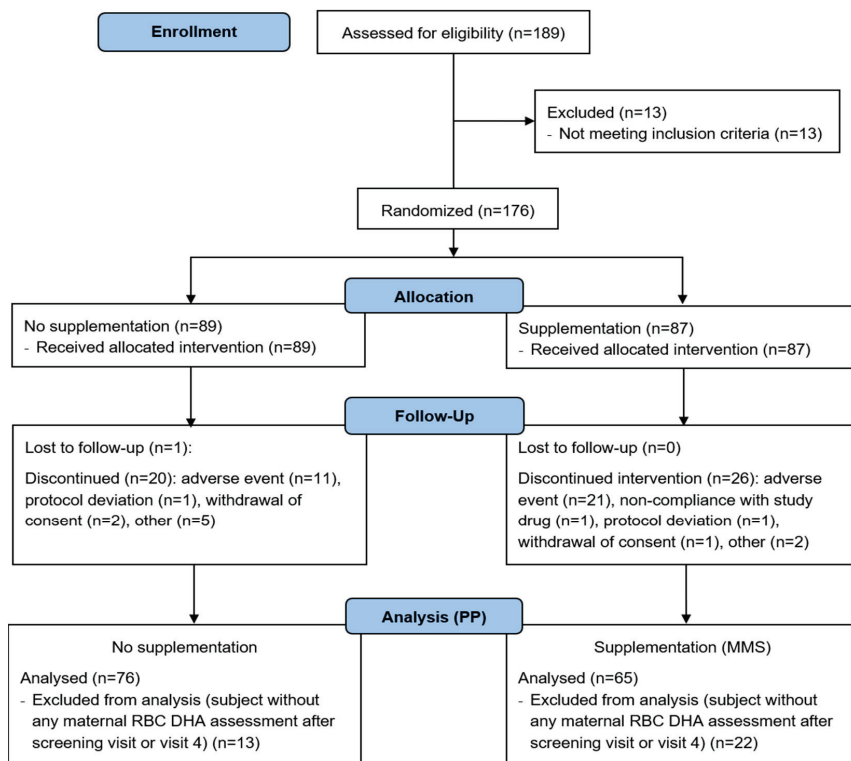 Enrollment
Assessed for eligibility (n=189)
Excluded (n=13)
- Not meeting inclusion criteria (n=13)
Randomized (n=176)
Allocation
No supplementation (n=89)
- Received allocated intervention (n=89)
Supplementation (n=87)
- Received allocated intervention (n=87)
Follow-Up
Lost to follow-up (n=1):
Discontinued (n=20): adverse event (n=11),
protocol deviation (n=1), withdrawal of
consent (n=2), other (n=5)
Lost to follow-up (n=0)
Discontinued intervention (n=26): adverse
event (n=21), non-compliance with study
drug (n=1), protocol deviation (n=1),
withdrawal of consent (n=1), other (n=2)
Analysis (PP)
No supplementation
Analysed (n=76)
- Excluded from analysis (subject without
any maternal RBC DHA assessment after
screening visit or visit 4) (n=13)
Supplementation (MMS)
Analysed (n=65)
- Excluded from analysis (subject without
any maternal RBC DHA assessment after
screening visit or visit 4) (n=22)